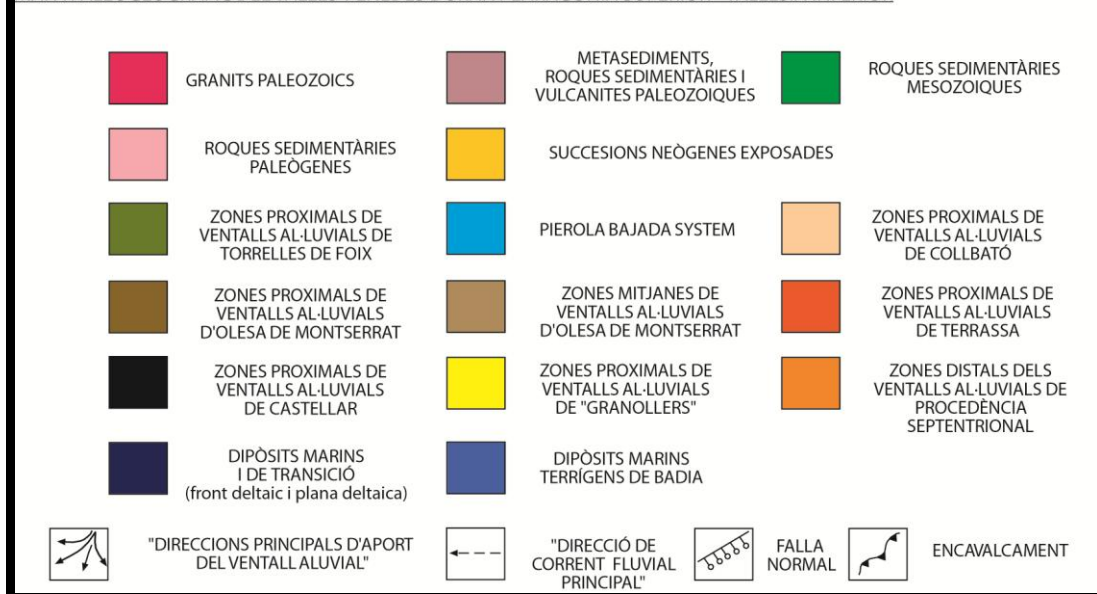 GRANITS PALEOZOICS
METASEDIMENTS,
ROQUES SEDIMENTÀRIES I
VULCANITES PALEOZOIQUES
ROQUES SEDIMENTÀRIES
MESOZOIQUES
ROQUES SEDIMENTÀRIES
PALEÒGENES
SUCCESIONS NEÒGENES EXPOSADES
ZONES PROXIMALS DE
VENTALLS AL·LUVIALS DE
TORRELLES DE FOIX
PIEROLA BAJADA SYSTEM
ZONES PROXIMALS DE
VENTALLS AL·LUVIALS
DE COLLBATÓ
ZONES PROXIMALS DE
VENTALLS AL·LUVIALS
D'OLESA DE MONTSERRAT
ZONES MITJANES DE
VENTALLS AL·LUVIALS
D'OLESA DE MONTSERRAT
ZONES PROXIMALS DE
VENTALLS AL·LUVIALS
DE TERRASSA
ZONES PROXIMALS DE
VENTALLS AL·LUVIALS
DE CASTELLAR
ZONES PROXIMALS DE
VENTALLS AL·LUVIALS
DE "GRANOLLERS"
ZONES DISTALS DELS
VENTALLS AL·LUVIALS DE
PROCEDÈNCIA
SEPTENTRIONAL
DIPÒSITS MARINS
I DE TRANSICIÓ
(front deltaic i plana deltaica)
DIPÒSITS MARINS
TERRÍGENS DE BADIA
"DIRECCIONS PRINCIPALS D'APORT
DEL VENTALL ALUVIAL"
"DIRECCIÓ DE
CORRENT FLUVIAL
PRINCIPAL"
FALLA
NORMAL
ENCAVALCAMENT